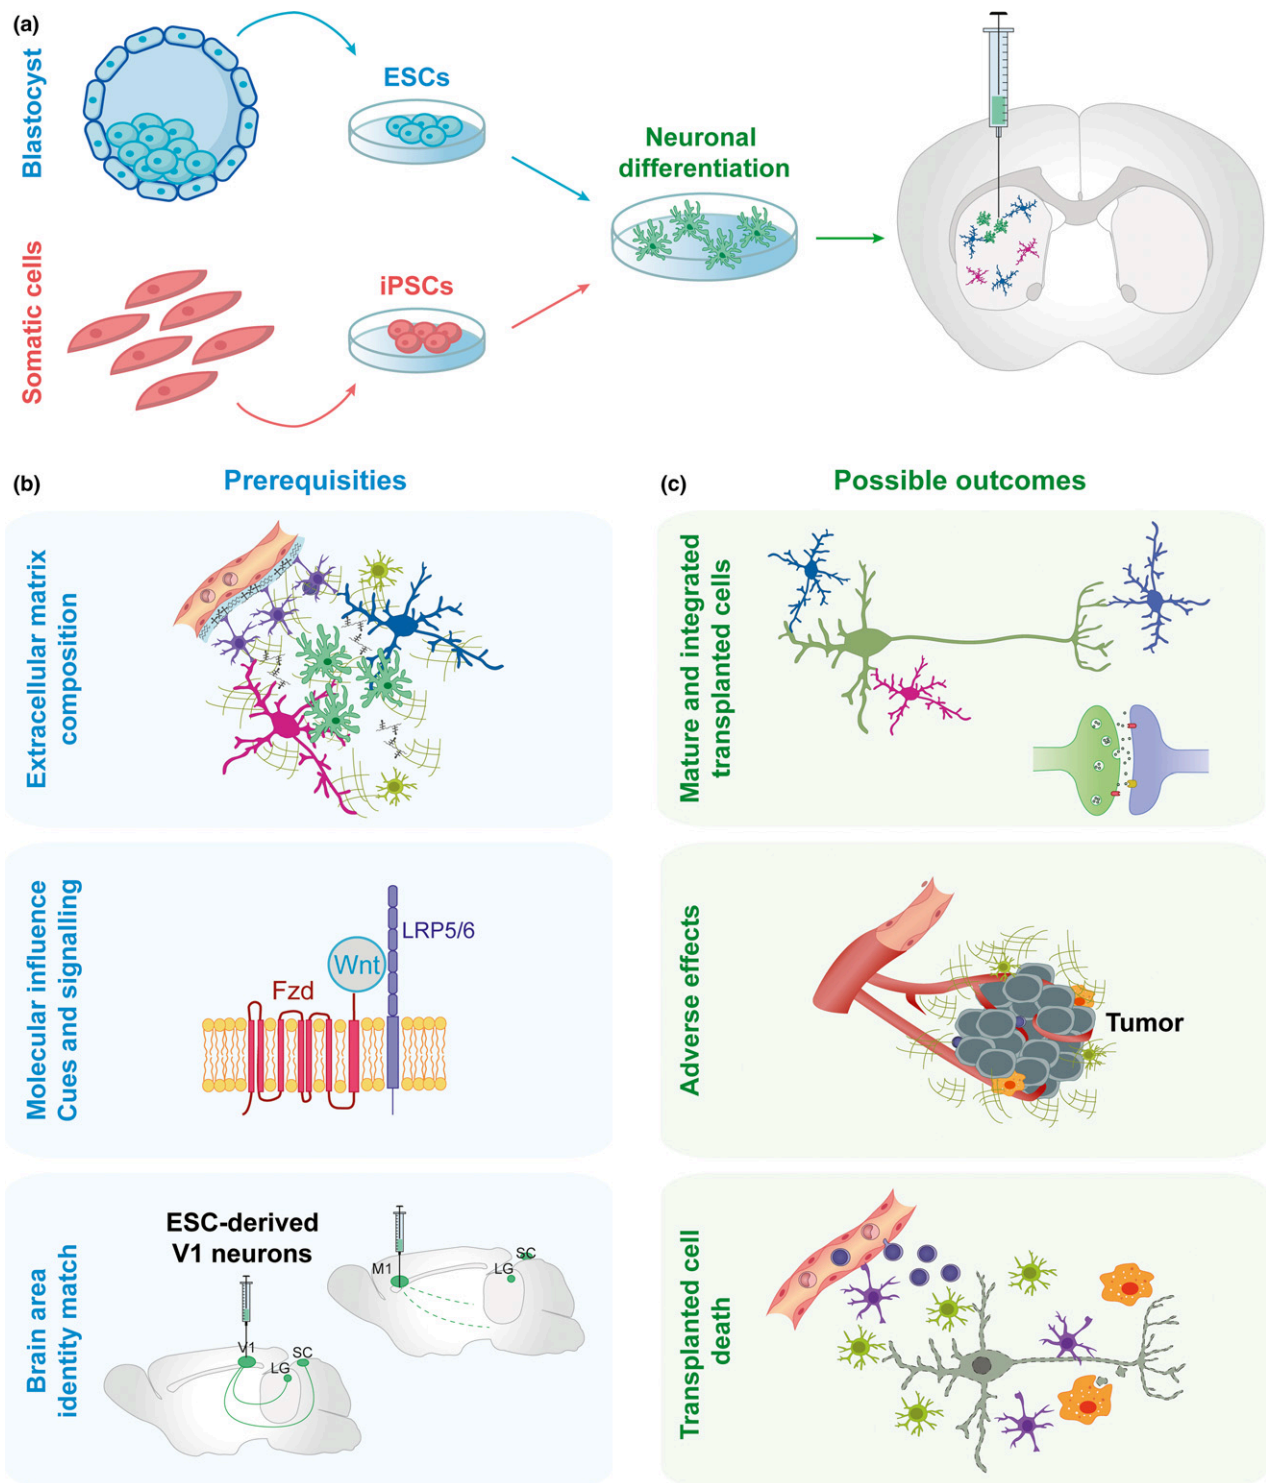 (a)
Blastocyst
ESCs
Somatic cells
iPSCs
Neuronal
differentiation
(b)
Prerequisities
Extracellular matrix
composition
Molecular influence
Cues and signalling
LRP5/6
Wnt
Fzd
Brain area
identity match
ESC-derived
V1 neurons
V1
LG
SC
M1
LG
SC
(c)
Possible outcomes
Mature and integrated
transplanted cells
Adverse effects
Tumor
Transplanted cell
death